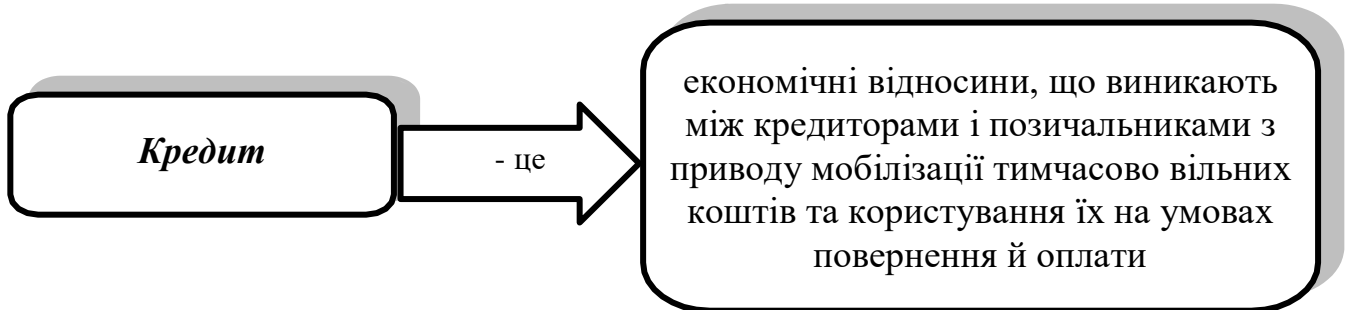 Кредит
- це
економічні відносини, що виникають
між кредиторами і позичальниками з
приводу мобілізації тимчасово вільних
коштів та користування їх на умовах
повернення й оплати